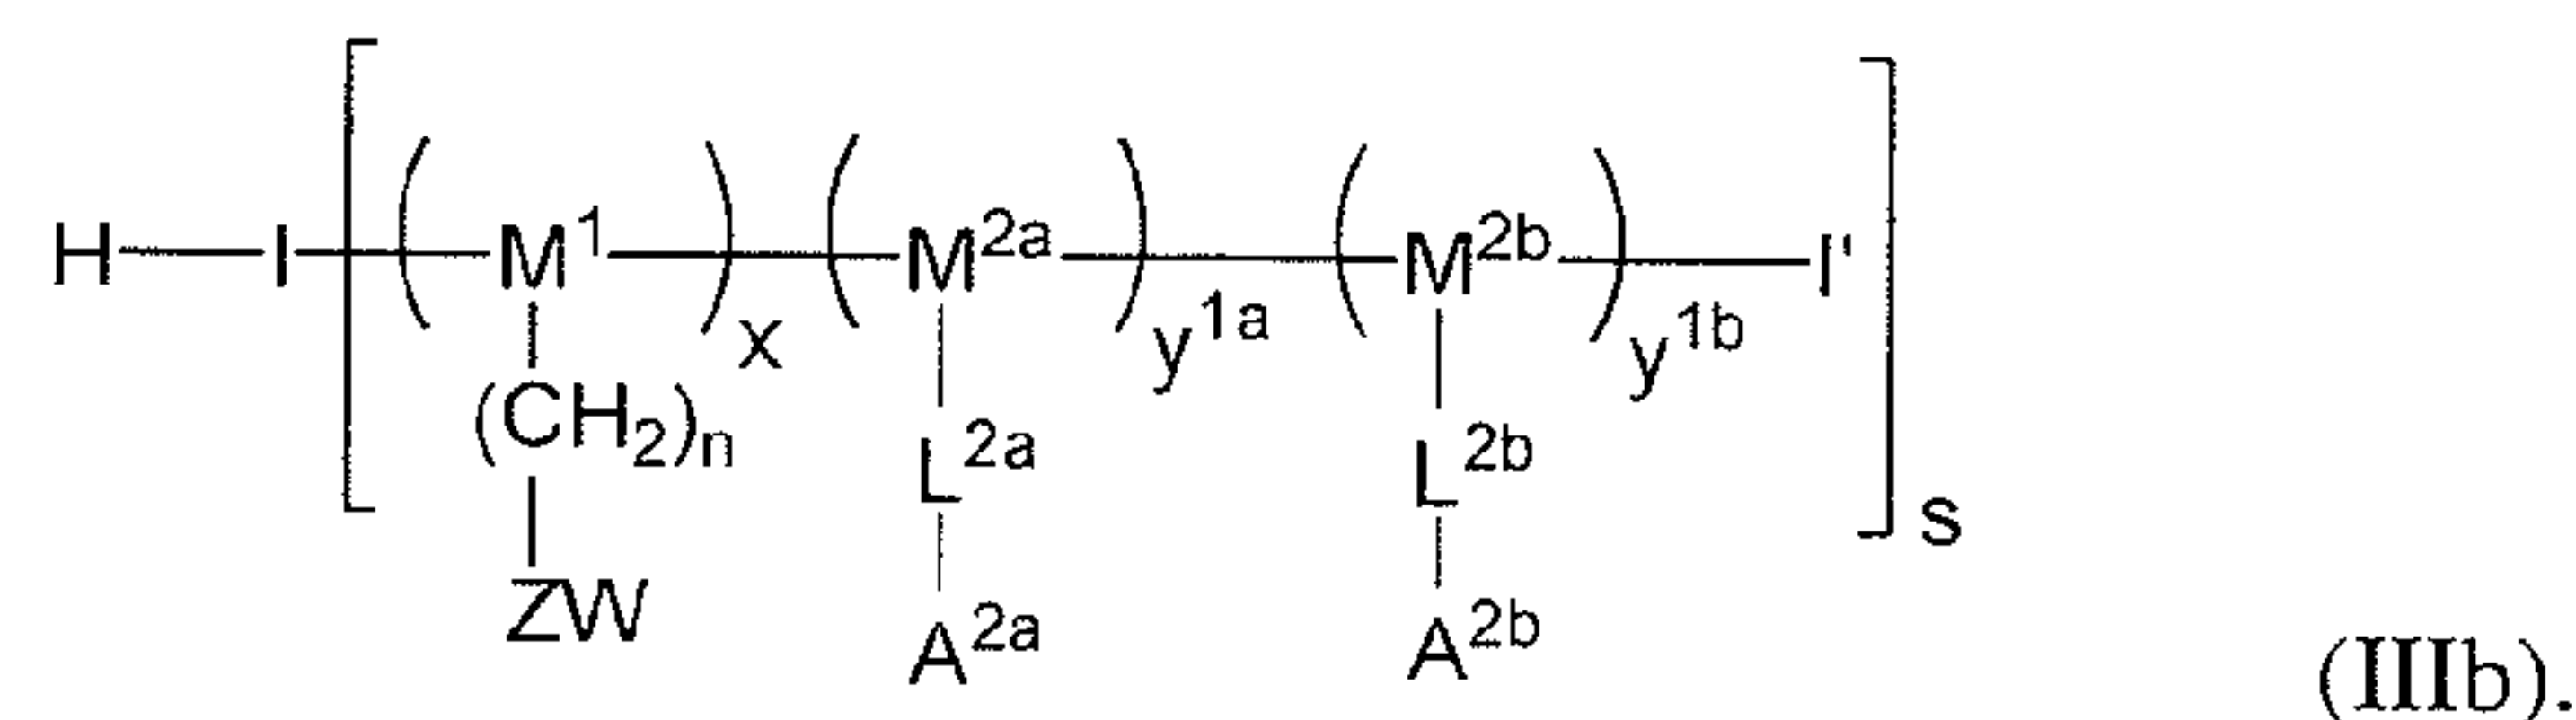 H—I—[(M¹)x—(M²ᵃ)y¹ᵃ—(M²ᵇ)y¹ᵇ—I']s
(CH₂)n L²ᵃ L²ᵇ
ZW A²ᵃ A²ᵇ
(IIIb).